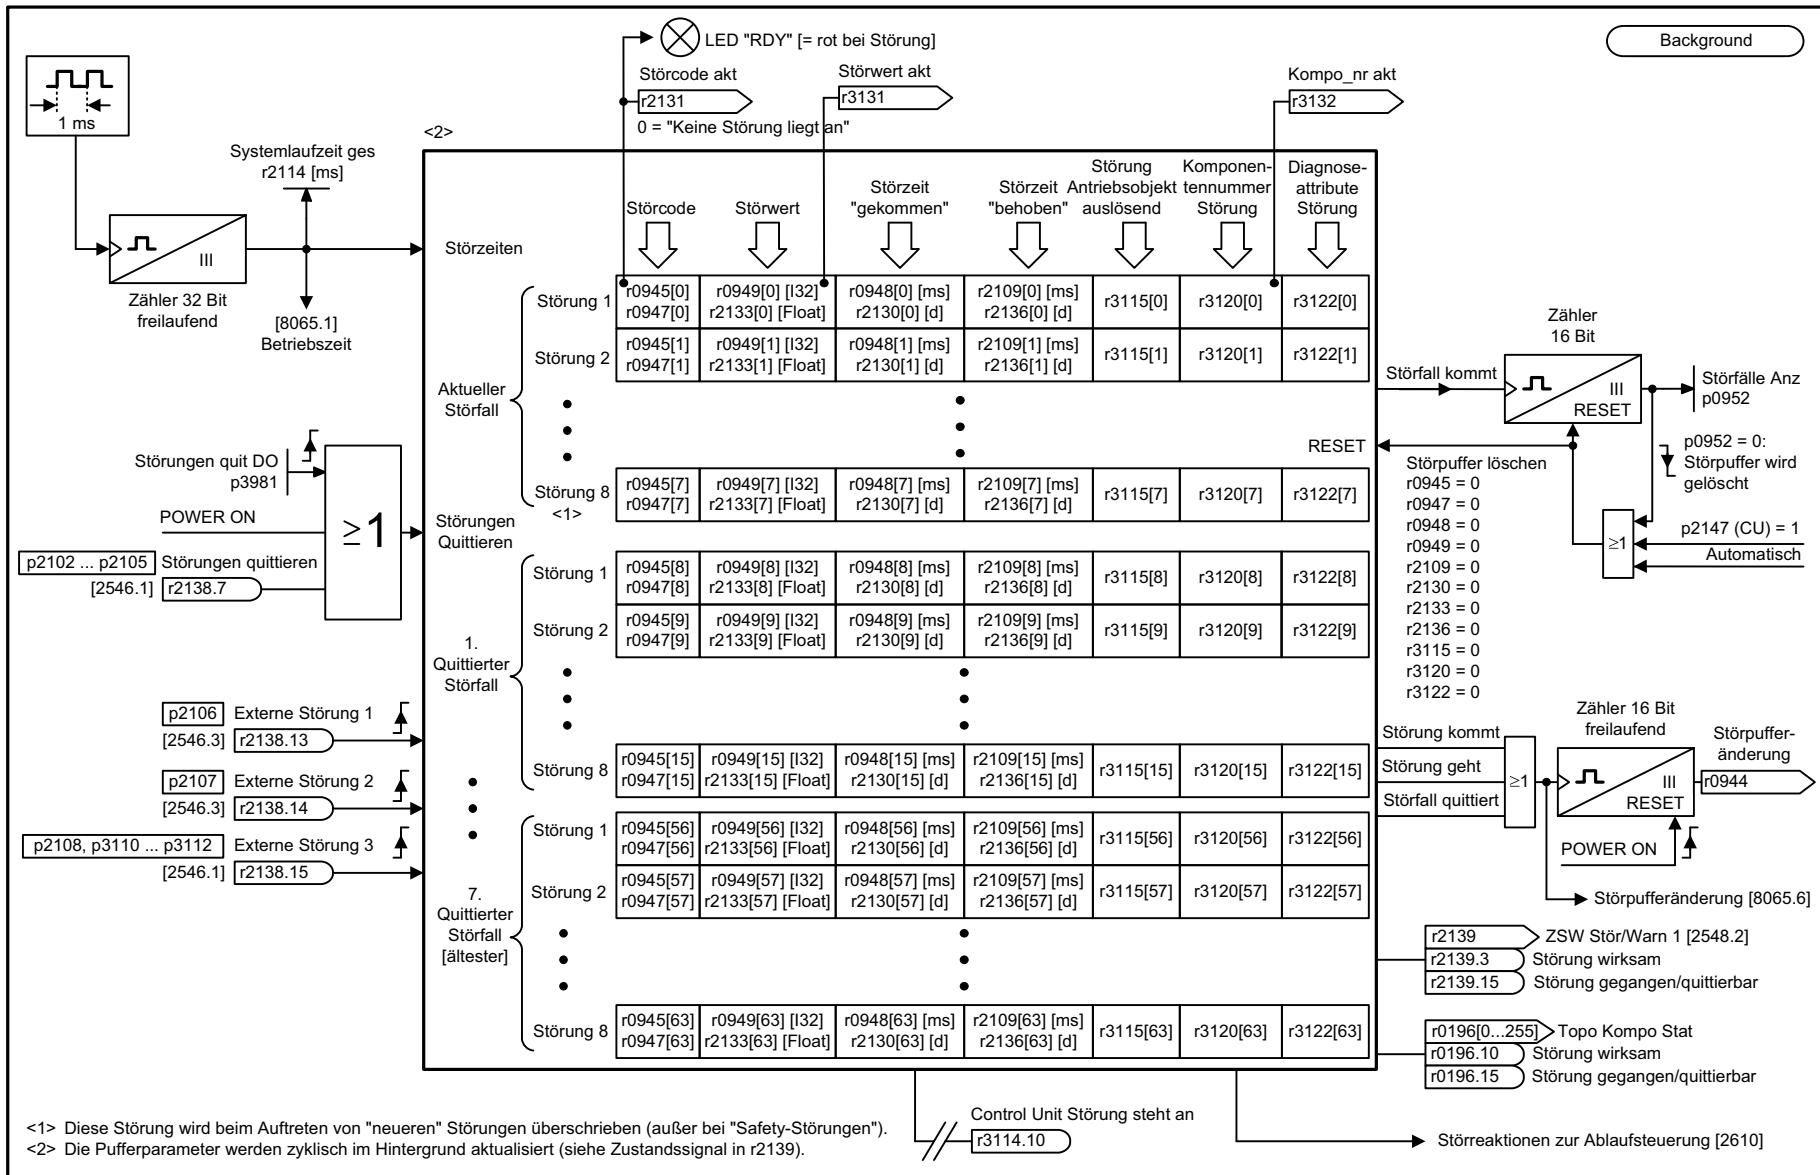 LED "RDY" [= rot bei Störung]
Background
1 ms
Störcode akt
r2131
0 = "Keine Störung liegt an"
Störwert akt
r3131
Kompo_nr akt
r3132
<2>
Systemlaufzeit ges
r2114 [ms]
III
Zähler 32 Bit
freilaufend
[8065.1]
Betriebszeit
Störzeiten
Störcode
Störwert
Störzeit
"gekommen"
Störzeit
"behoben"
Störung
Antriebsobjekt
auslösend
Komponen-
tennummer
Störung
Diagnose-
attribute
Störung
Aktueller
Störfall
Störung 1
r0945[0] r0949[0] [I32] r0948[0] [ms] r2109[0] [ms]
r3115[0] r3120[0] r3122[0]
r0947[0] r2133[0] [Float] r2130[0] [d] r2136[0] [d]
Störung 2
r0945[1] r0949[1] [I32] r0948[1] [ms] r2109[1] [ms]
r3115[1] r3120[1] r3122[1]
r0947[1] r2133[1] [Float] r2130[1] [d] r2136[1] [d]
Störung 8
<1>
r0945[7] r0949[7] [I32] r0948[7] [ms] r2109[7] [ms]
r3115[7] r3120[7] r3122[7]
r0947[7] r2133[7] [Float] r2130[7] [d] r2136[7] [d]
Störungen quit DO
p3981
POWER ON
p2102 ... p2105 Störungen quittieren
[2546.1] r2138.7
≥1
Störungen
Quittieren
1.
Quittierter
Störfall
Störung 1
r0945[8] r0949[8] [I32] r0948[8] [ms] r2109[8] [ms]
r3115[8] r3120[8] r3122[8]
r0947[8] r2133[8] [Float] r2130[8] [d] r2136[8] [d]
Störung 2
r0945[9] r0949[9] [I32] r0948[9] [ms] r2109[9] [ms]
r3115[9] r3120[9] r3122[9]
r0947[9] r2133[9] [Float] r2130[9] [d] r2136[9] [d]
Störung 8
r0945[15] r0949[15] [I32] r0948[15] [ms] r2109[15] [ms]
r3115[15] r3120[15] r3122[15]
r0947[15] r2133[15] [Float] r2130[15] [d] r2136[15] [d]
p2106 Externe Störung 1
[2546.3] r2138.13
p2107 Externe Störung 2
[2546.3] r2138.14
p2108, p3110 ... p3112 Externe Störung 3
[2546.1] r2138.15
7.
Quittierter
Störfall
[ältester]
Störung 1
r0945[56] r0949[56] [I32] r0948[56] [ms] r2109[56] [ms]
r3115[56] r3120[56] r3122[56]
r0947[56] r2133[56] [Float] r2130[56] [d] r2136[56] [d]
Störung 2
r0945[57] r0949[57] [I32] r0948[57] [ms] r2109[57] [ms]
r3115[57] r3120[57] r3122[57]
r0947[57] r2133[57] [Float] r2130[57] [d] r2136[57] [d]
Störung 8
r0945[63] r0949[63] [I32] r0948[63] [ms] r2109[63] [ms]
r3115[63] r3120[63] r3122[63]
r0947[63] r2133[63] [Float] r2130[63] [d] r2136[63] [d]
Störfall kommt
Zähler
16 Bit
III
RESET
Störfälle Anz
p0952
RESET
p0952 = 0:
Störpuffer wird
gelöscht
≥1
p2147 (CU) = 1
Automatisch
Störpuffer löschen
r0945 = 0
r0947 = 0
r0948 = 0
r0949 = 0
r2109 = 0
r2130 = 0
r2133 = 0
r2136 = 0
r3115 = 0
r3120 = 0
r3122 = 0
Störung kommt
Störung geht
Störfall quittiert
≥1
Zähler 16 Bit
freilaufend
III
RESET
POWER ON
Störpuffer-
änderung
r0944
Störpufferänderung [8065.6]
r2139 ZSW Stör/Warn 1 [2548.2]
r2139.3 Störung wirksam
r2139.15 Störung gegangen/quittierbar
r0196[0...255] Topo Kompo Stat
r0196.10 Störung wirksam
r0196.15 Störung gegangen/quittierbar
Control Unit Störung steht an
r3114.10
Störreaktionen zur Ablaufsteuerung [2610]
<1> Diese Störung wird beim Auftreten von "neueren" Störungen überschrieben (außer bei "Safety-Störungen").
<2> Die Pufferparameter werden zyklisch im Hintergrund aktualisiert (siehe Zustandssignal in r2139).